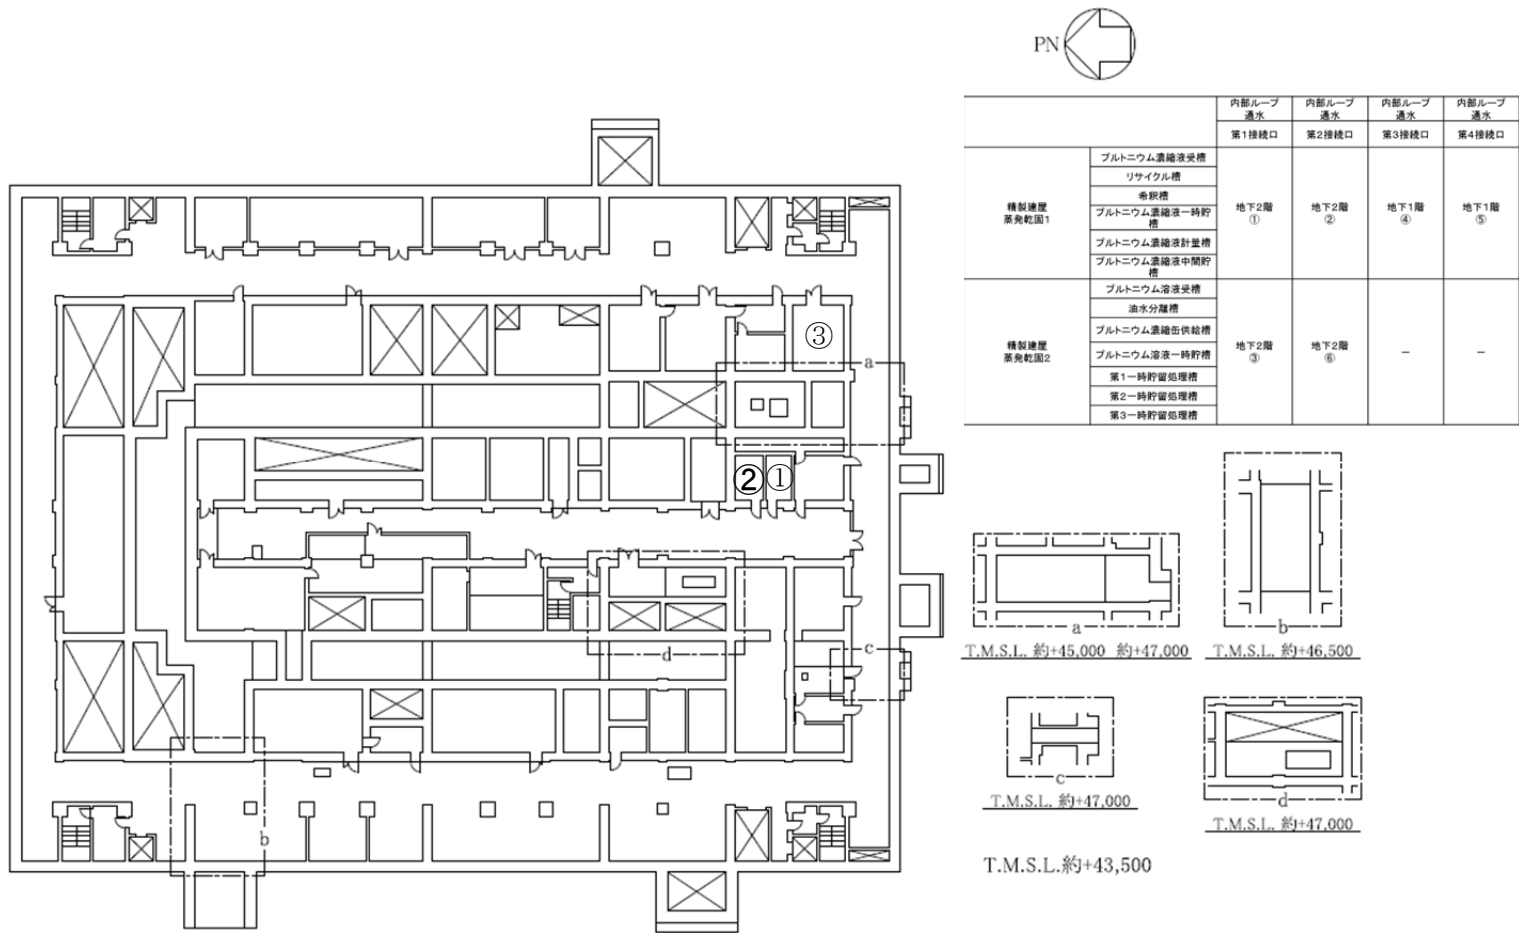 PN
内部ループ
通水
内部ループ
通水
内部ループ
通水
内部ループ
通水
第1接続口
第2接続口
第3接続口
第4接続口
精製建屋
蒸発乾固1
プルトニウム濃縮液受槽
リサイクル槽
希釈槽
プルトニウム濃縮液一時貯
槽
プルトニウム濃縮液計量槽
プルトニウム濃縮液中間貯
槽
地下2階
①
地下2階
②
地下1階
④
地下1階
⑤
精製建屋
蒸発乾固2
プルトニウム溶液受槽
油水分離槽
プルトニウム濃縮缶供給槽
プルトニウム溶液一時貯槽
第1一時貯留処理槽
第2一時貯留処理槽
第3一時貯留処理槽
地下2階
③
地下2階
⑥
－
－
③
a
② ①
d
c
b
a
T.M.S.L. 約+45,000 約+47,000
b
T.M.S.L. 約+46,500
c
T.M.S.L. 約+47,000
d
T.M.S.L. 約+47,000
T.M.S.L.約+43,500